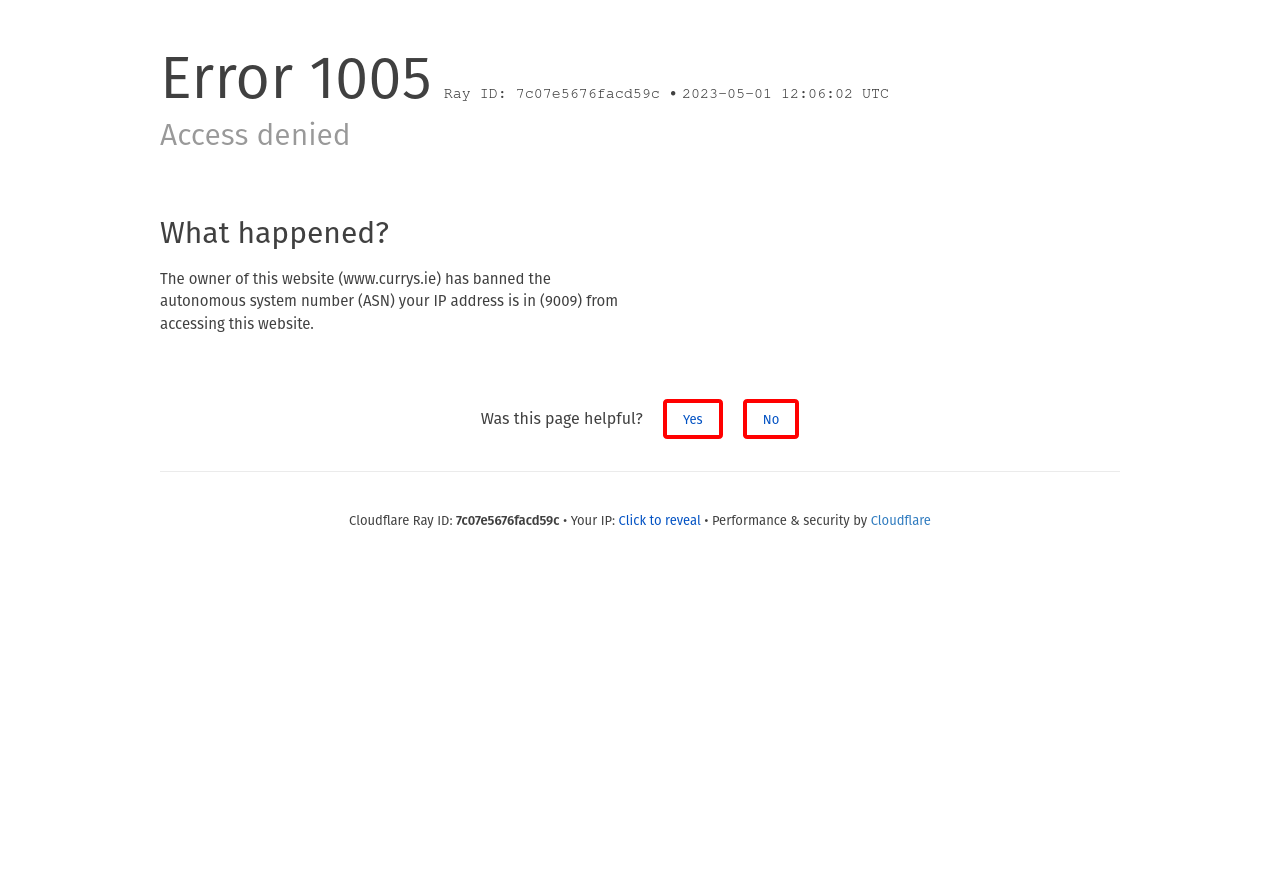 Error 1005 Ray ID: 7c07e5676facd59c • 2023-05-01 12:06:02 UTC
Access denied
What happened?
The owner of this website (www.currys.ie) has banned the
autonomous system number (ASN) your IP address is in (9009) from
accessing this website.
Was this page helpful? Yes No
Cloudflare Ray ID: 7c07e5676facd59c • Your IP: Click to reveal • Performance & security by Cloudflare